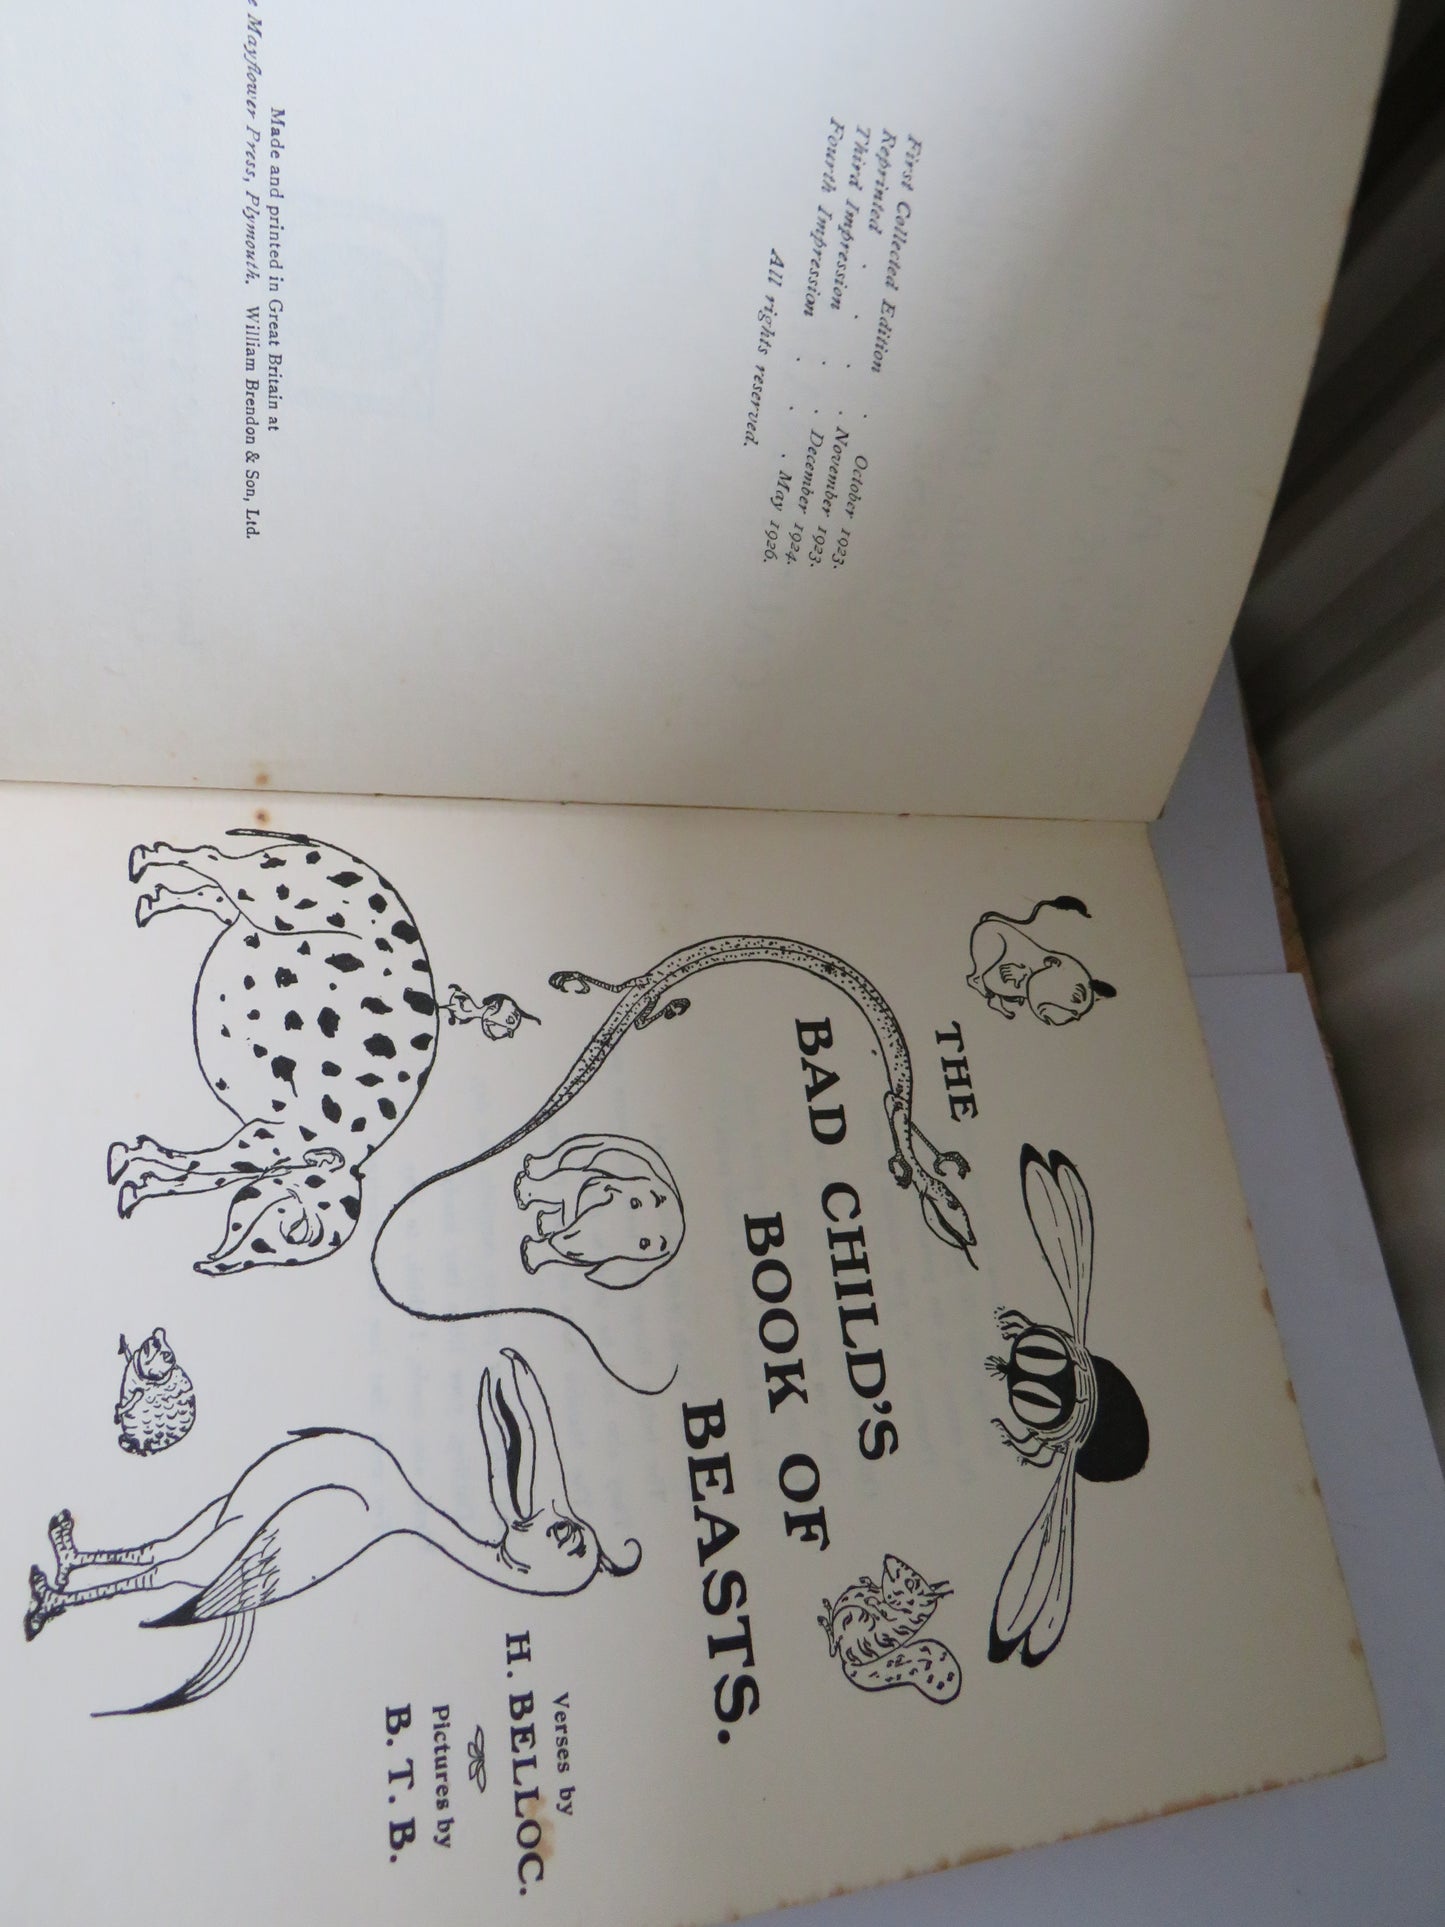 First Collected Edition . October 1923.
Reprinted . . . November 1923.
Third Impression . . December 1924.
Fourth Impression . . . May 1926.
All rights reserved.
Made and printed in Great Britain at
Mayflower Press, Plymouth. William Brendon & Son, Ltd.
THE
BAD CHILD'S
BOOK OF
BEASTS.
Verses by
H. BELLOC.
Pictures by
B. T. B.